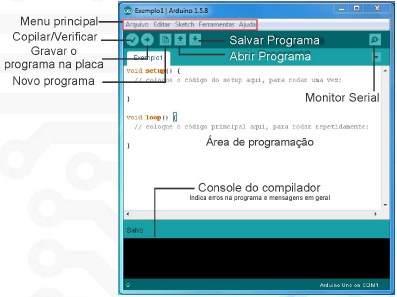 Exemplo1 | Arduino 1.5.8
Menu principal
Arquivo Editar Sketch Ferramentas Ajuda
Copilar/Verificar
Salvar Programa
Gravar o
programa na placa
Abrir Programa
Exemplo1
Novo programa
void setup() {
// coloque o código do setup aqui, para rodar uma vez:
}
Monitor Serial
void loop() {
// coloque o código principal aqui, para rodar repetidamente:
}
Área de programação
Console do compilador
Indica erros na programa e mensagens em geral
Salvo
Arduino Uno on COM1